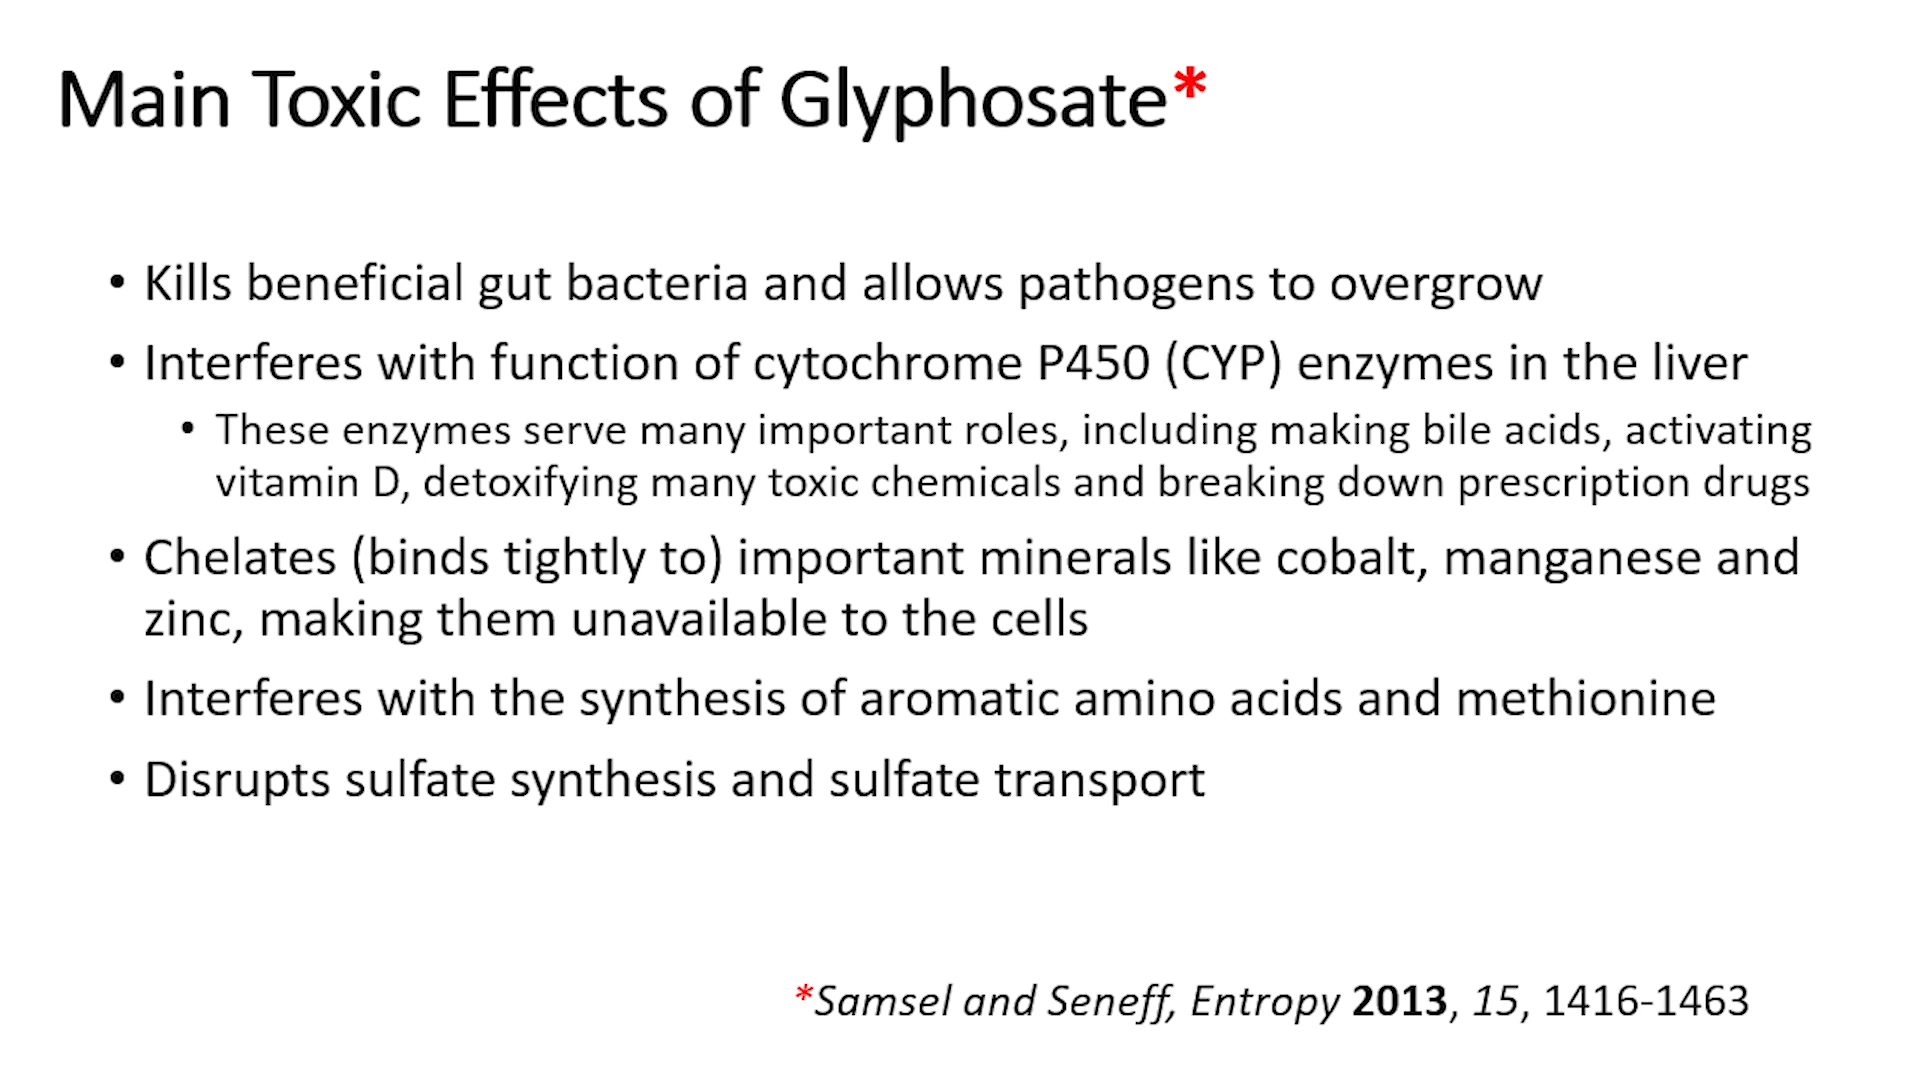 Main Toxic Effects of Glyphosate*
• Kills beneficial gut bacteria and allows pathogens to overgrow
• Interferes with function of cytochrome P450 (CYP) enzymes in the liver
• These enzymes serve many important roles, including making bile acids, activating
vitamin D, detoxifying many toxic chemicals and breaking down prescription drugs
• Chelates (binds tightly to) important minerals like cobalt, manganese and
zinc, making them unavailable to the cells
• Interferes with the synthesis of aromatic amino acids and methionine
• Disrupts sulfate synthesis and sulfate transport
*Samsel and Seneff, Entropy 2013, 15, 1416-1463